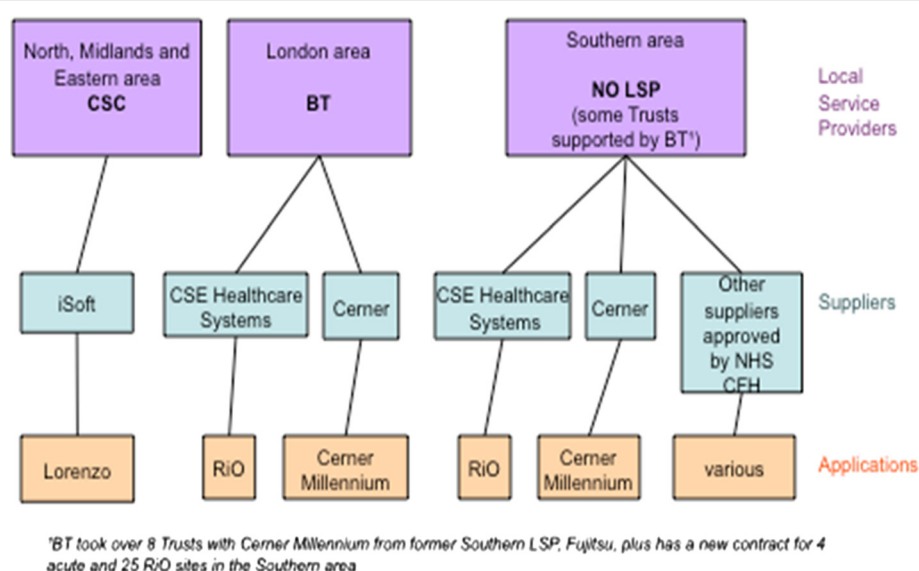 North, Midlands and
Eastern area
CSC
London area
BT
Southern area
NO LSP
(some Trusts
supported by BT¹)
Local
Service
Providers
iSoft
CSE Healthcare
Systems
Cerner
CSE Healthcare
Systems
Cerner
Other
suppliers
approved
by NHS
CFH
Suppliers
Lorenzo
RiO
Cerner
Millennium
RiO
Cerner
Millennium
various
Applications
¹BT took over 8 Trusts with Cerner Millennium from former Southern LSP, Fujitsu, plus has a new contract for 4
acute and 25 RiO sites in the Southern area